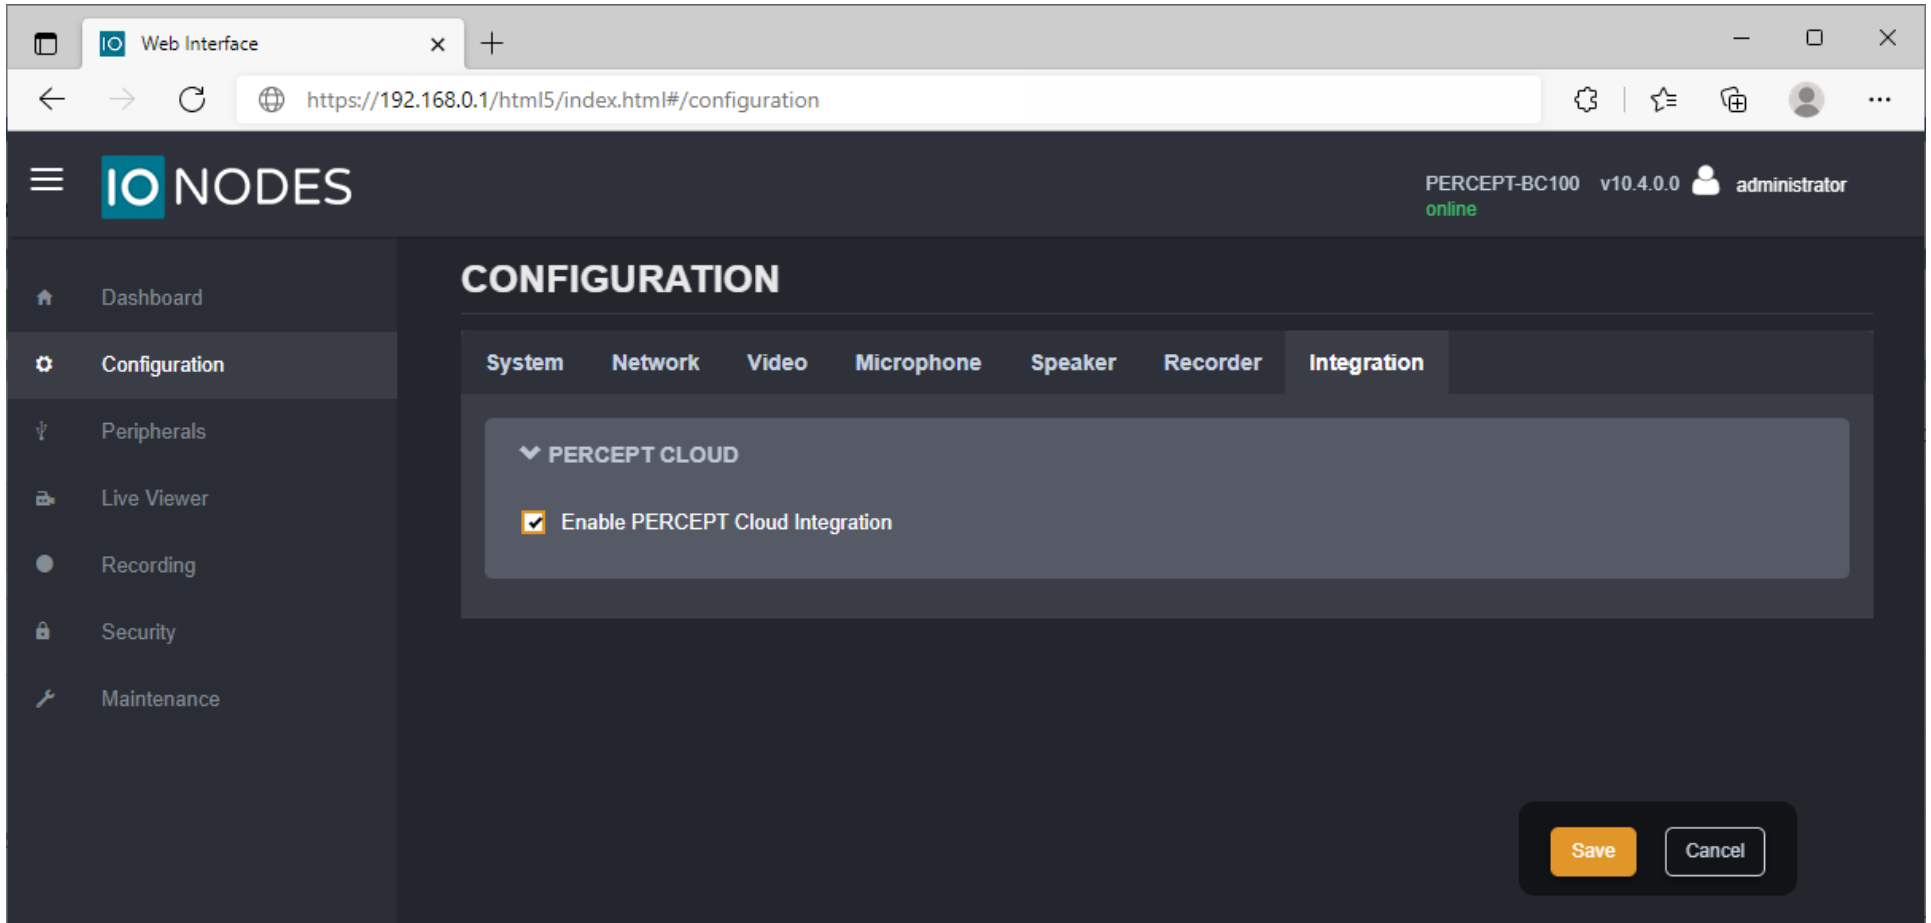 IO Web Interface
https://192.168.0.1/html5/index.html#/configuration
IO NODES
PERCEPT-BC100 v10.4.0.0 administrator
online
Dashboard
Configuration
Peripherals
Live Viewer
Recording
Security
Maintenance
CONFIGURATION
System Network Video Microphone Speaker Recorder Integration
PERCEPT CLOUD
Enable PERCEPT Cloud Integration
Save Cancel